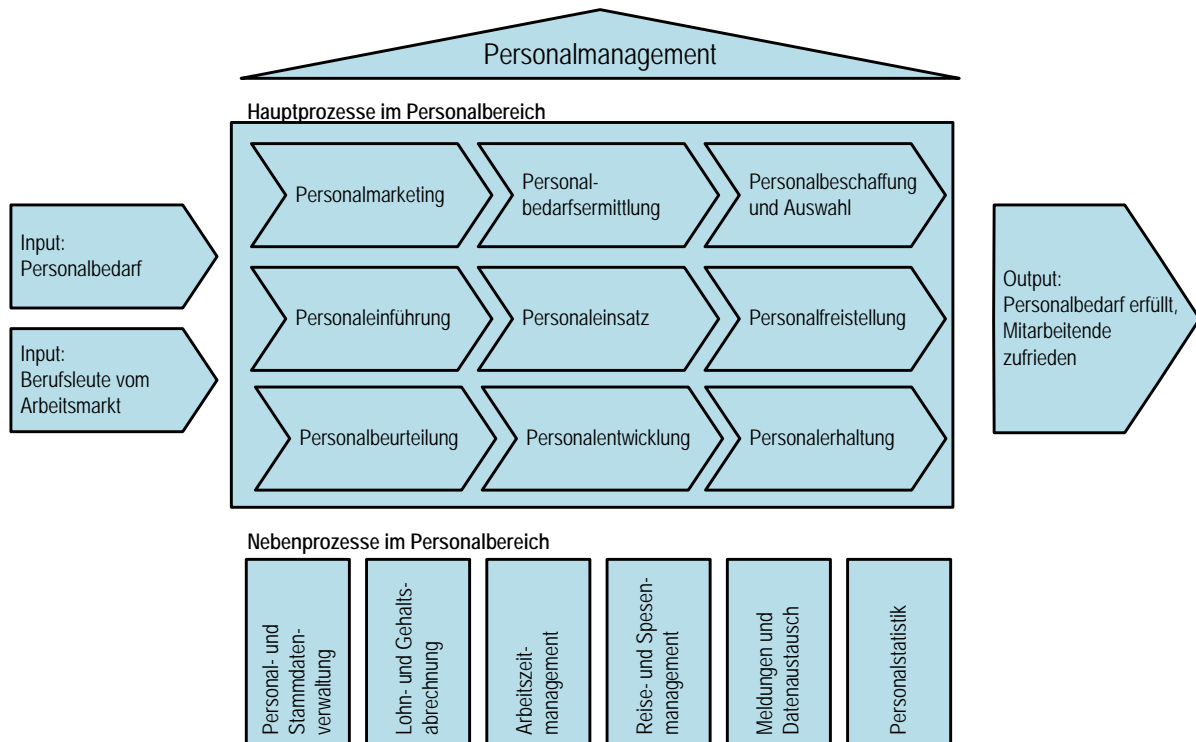 Personalmanagement
Hauptprozesse im Personalbereich
Personalmarketing
Personal-
bedarfsermittlung
Personalbeschaffung
und Auswahl
Input:
Personalbedarf
Personaleinführung
Personaleinsatz
Personalfreistellung
Input:
Berufsleute vom
Arbeitsmarkt
Personalbeurteilung
Personalentwicklung
Personalerhaltung
Output:
Personalbedarf erfüllt,
Mitarbeitende
zufrieden
Nebenprozesse im Personalbereich
Personal- und
Stammdaten-
verwaltung
Lohn- und Gehalts-
abrechnung
Arbeitszeit-
management
Reise- und Spesen-
management
Meldungen und
Datenaustausch
Personalstatistik